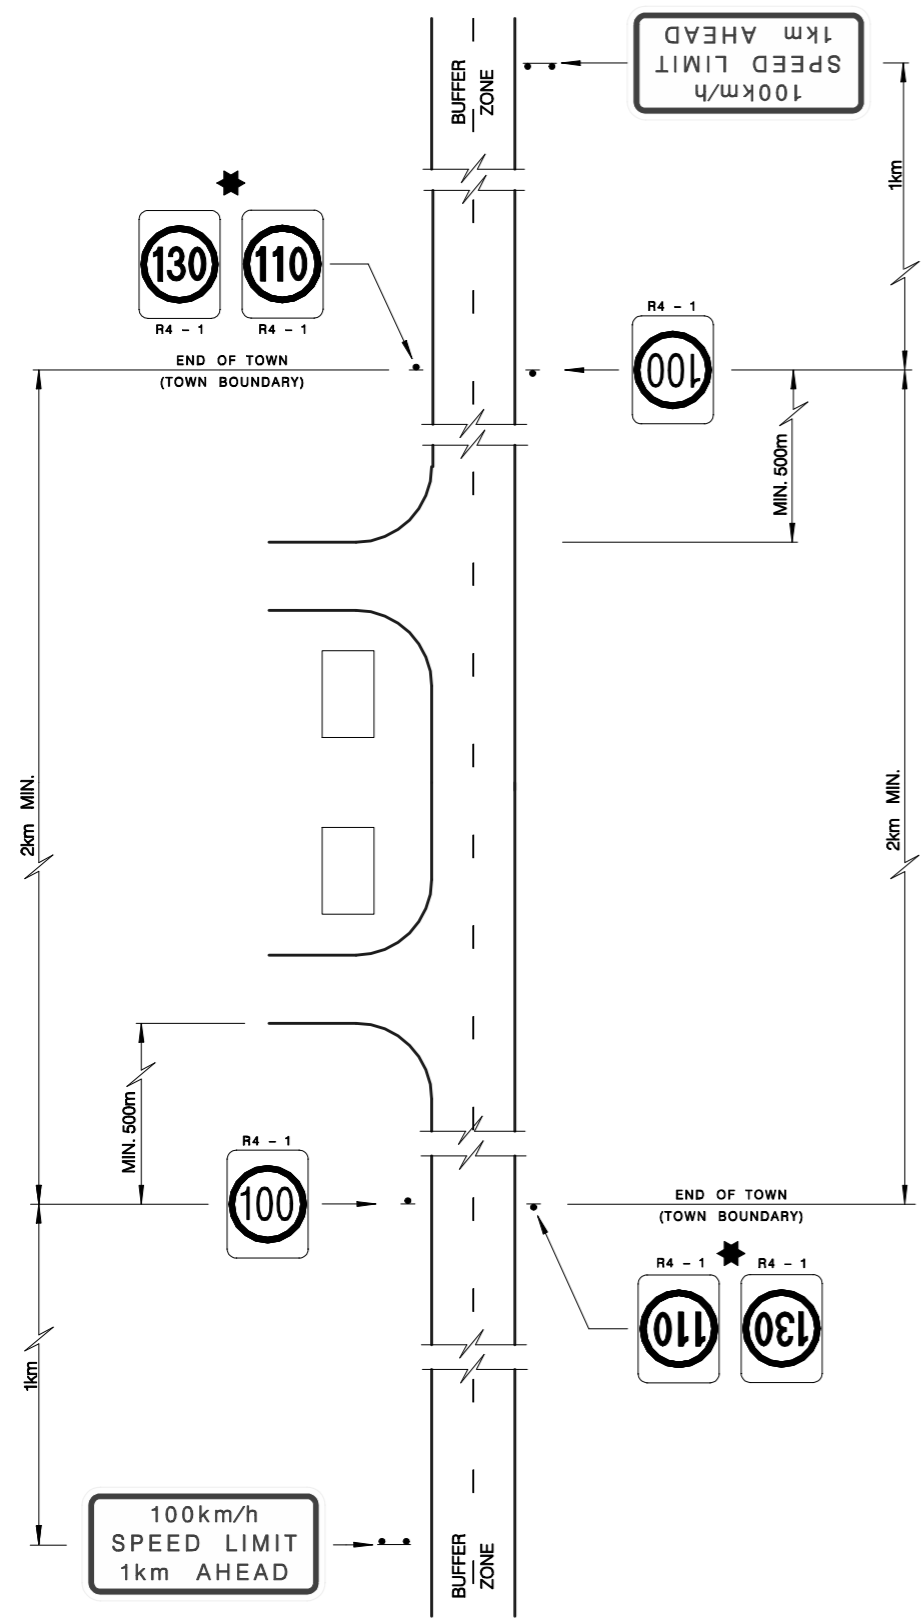 BUFFER
ZONE
100km/h
SPEED LIMIT
1km AHEAD
1km
130
110
R4 - 1
R4 - 1
END OF TOWN
(TOWN BOUNDARY)
R4 - 1
100
MIN. 500m
2km MIN.
2km MIN.
MIN. 500m
R4 - 1
100
END OF TOWN
(TOWN BOUNDARY)
R4 - 1
R4 - 1
110
130
1km
100km/h
SPEED LIMIT
1km AHEAD
BUFFER
ZONE